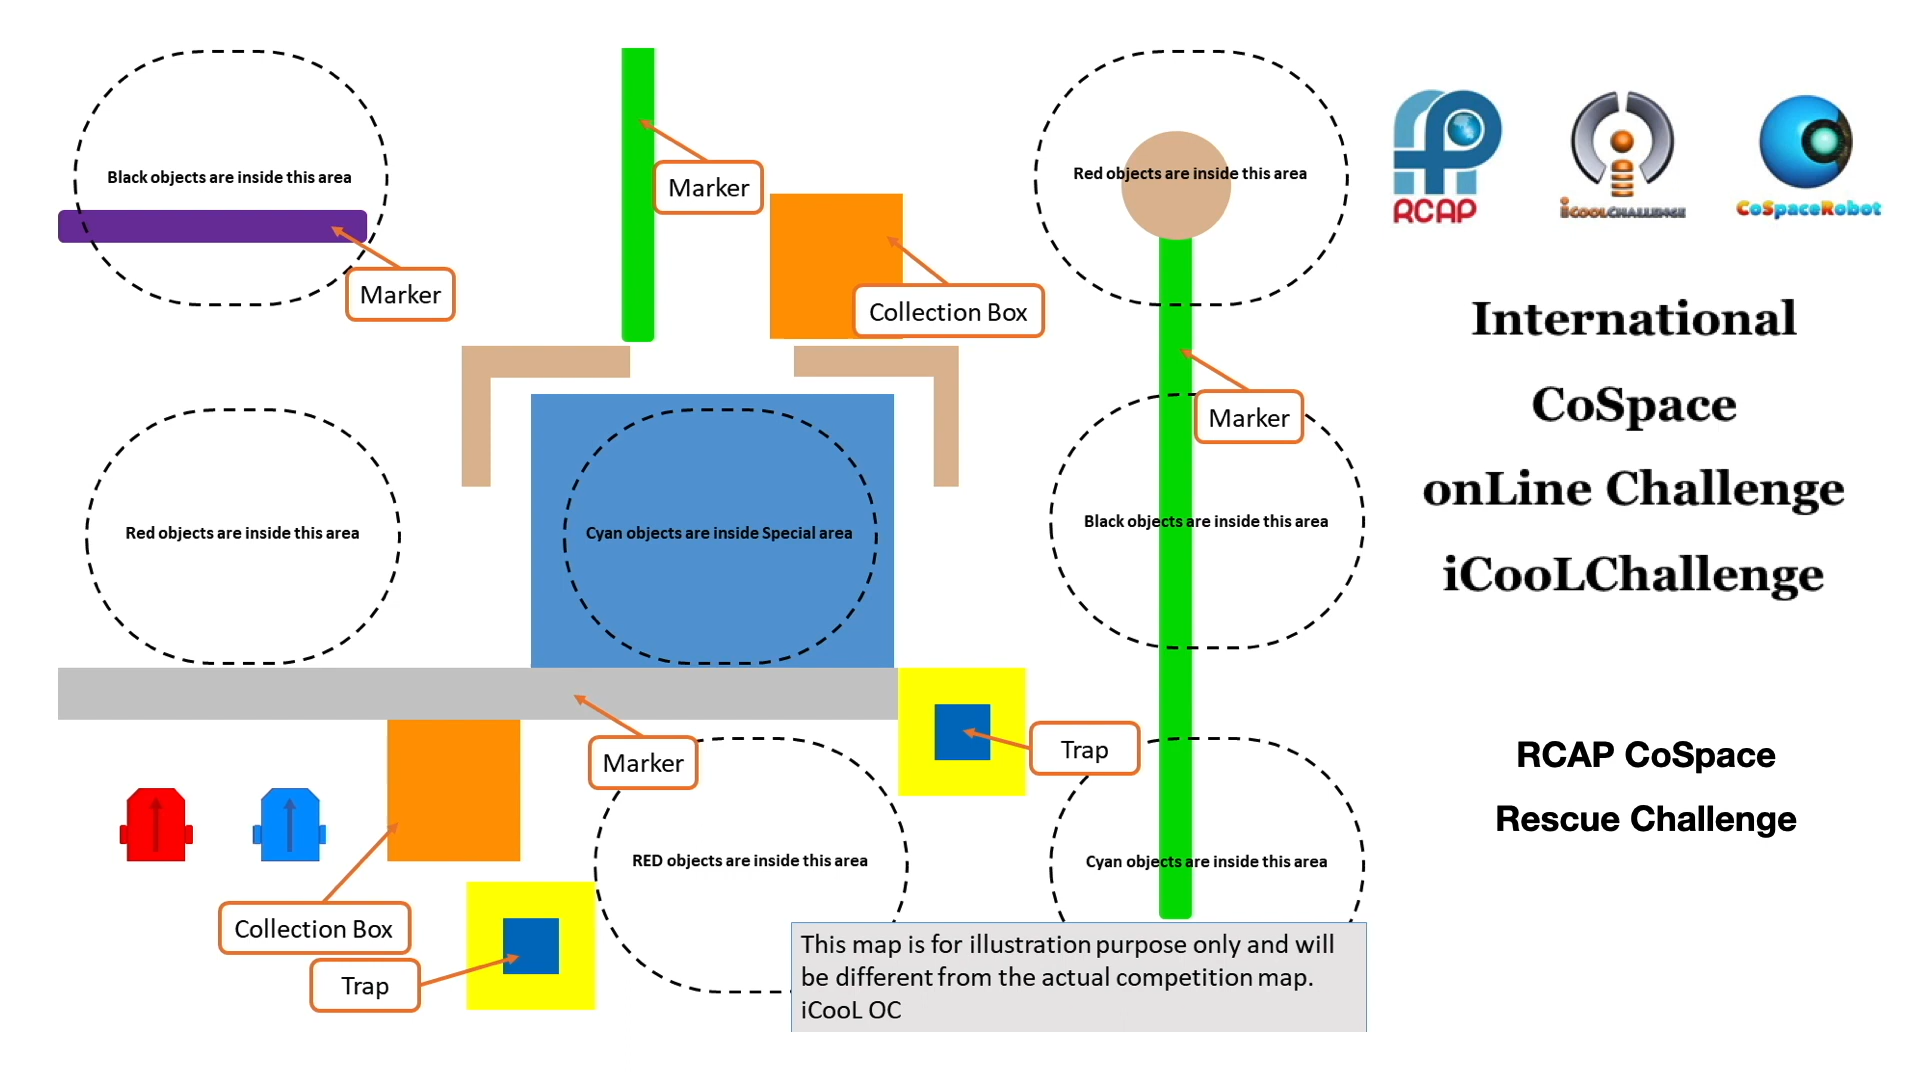 Black objects are inside this area
Marker
Marker
Marker
Collection Box
Red objects are inside this area
Marker
RCAP
iCOOLCHALLENGE
CoSpaceRobot
International
CoSpace
onLine Challenge
iCooLChallenge
Red objects are inside this area
Cyan objects are inside Special area
Black objects are inside this area
Marker
Trap
RCAP CoSpace
Rescue Challenge
RED objects are inside this area
Cyan objects are inside this area
Collection Box
Trap
This map is for illustration purpose only and will
be different from the actual competition map.
iCooL OC